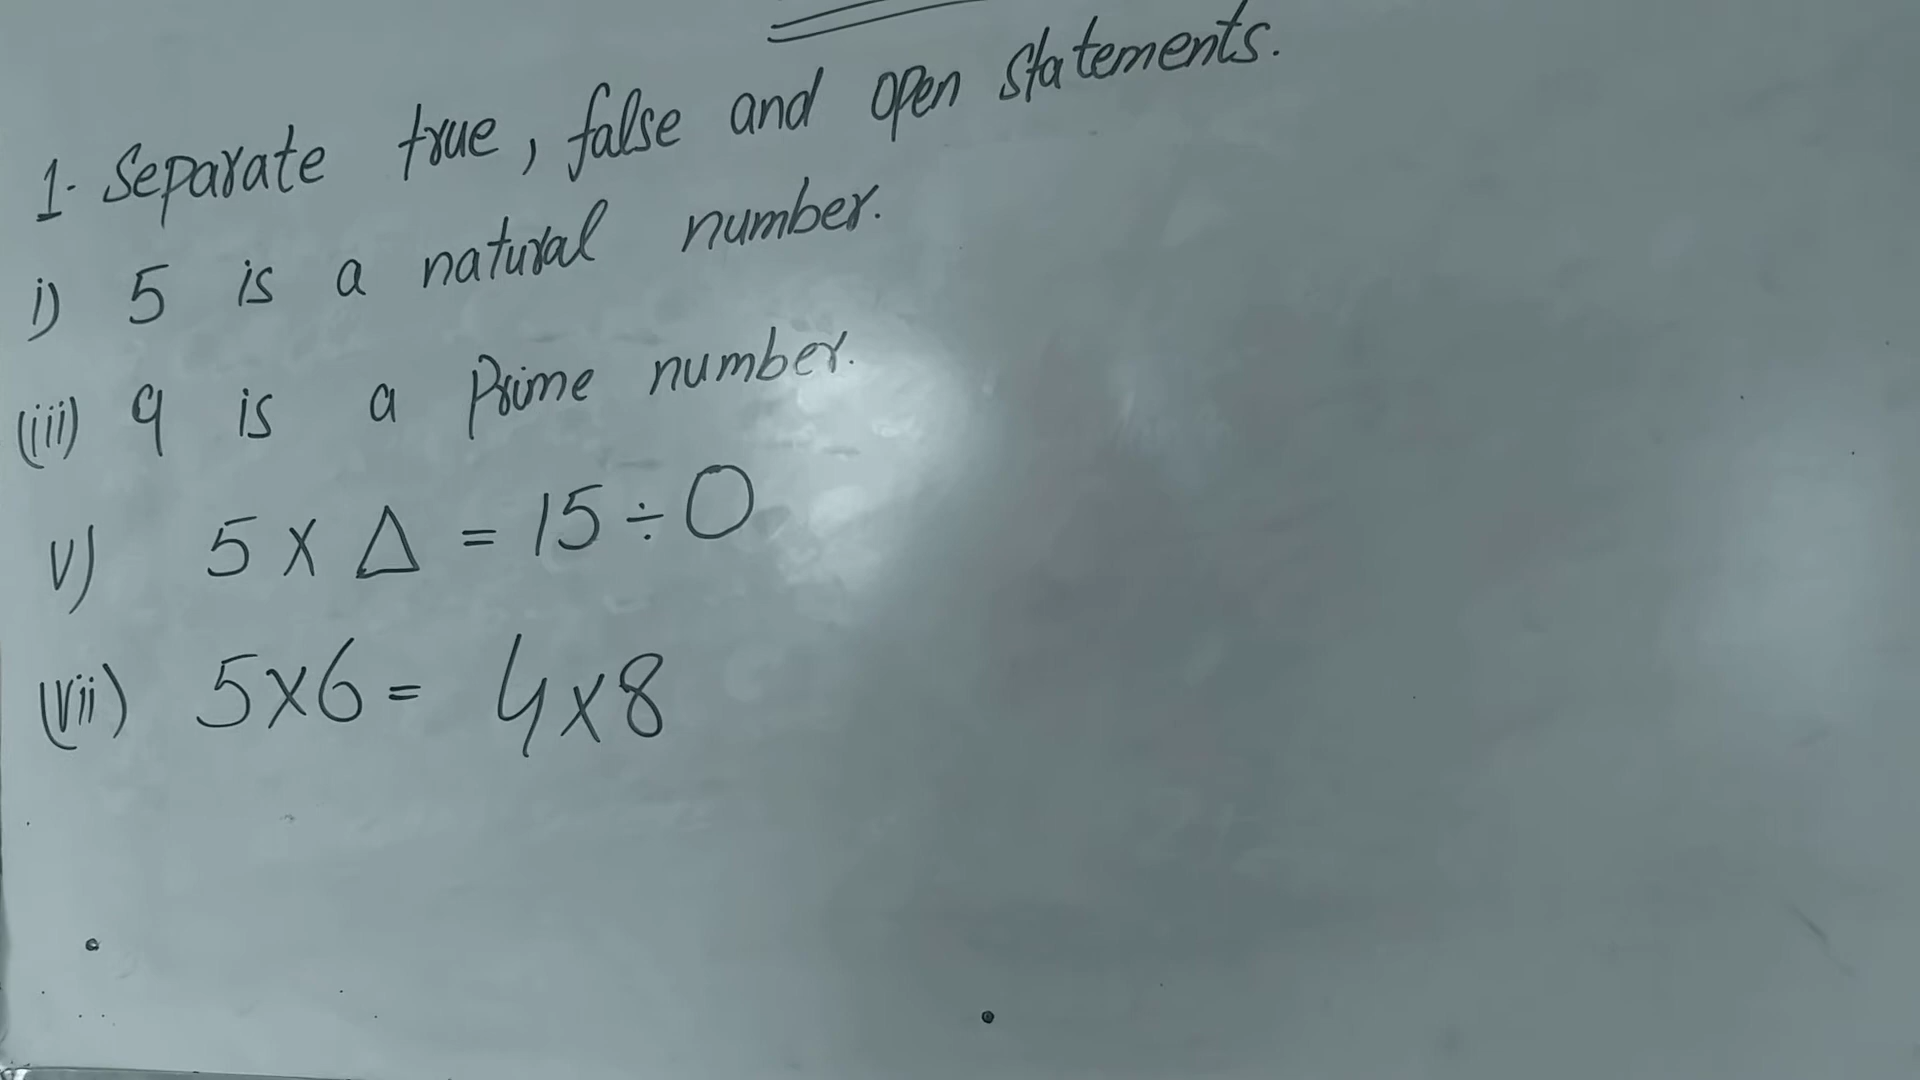 1. Separate true, false and open statements.
i) 5 is a natural number.
(iii) 9 is a Prime number.
v) 5 × Δ = 15 ÷ O
(vii) 5×6 = 4×8